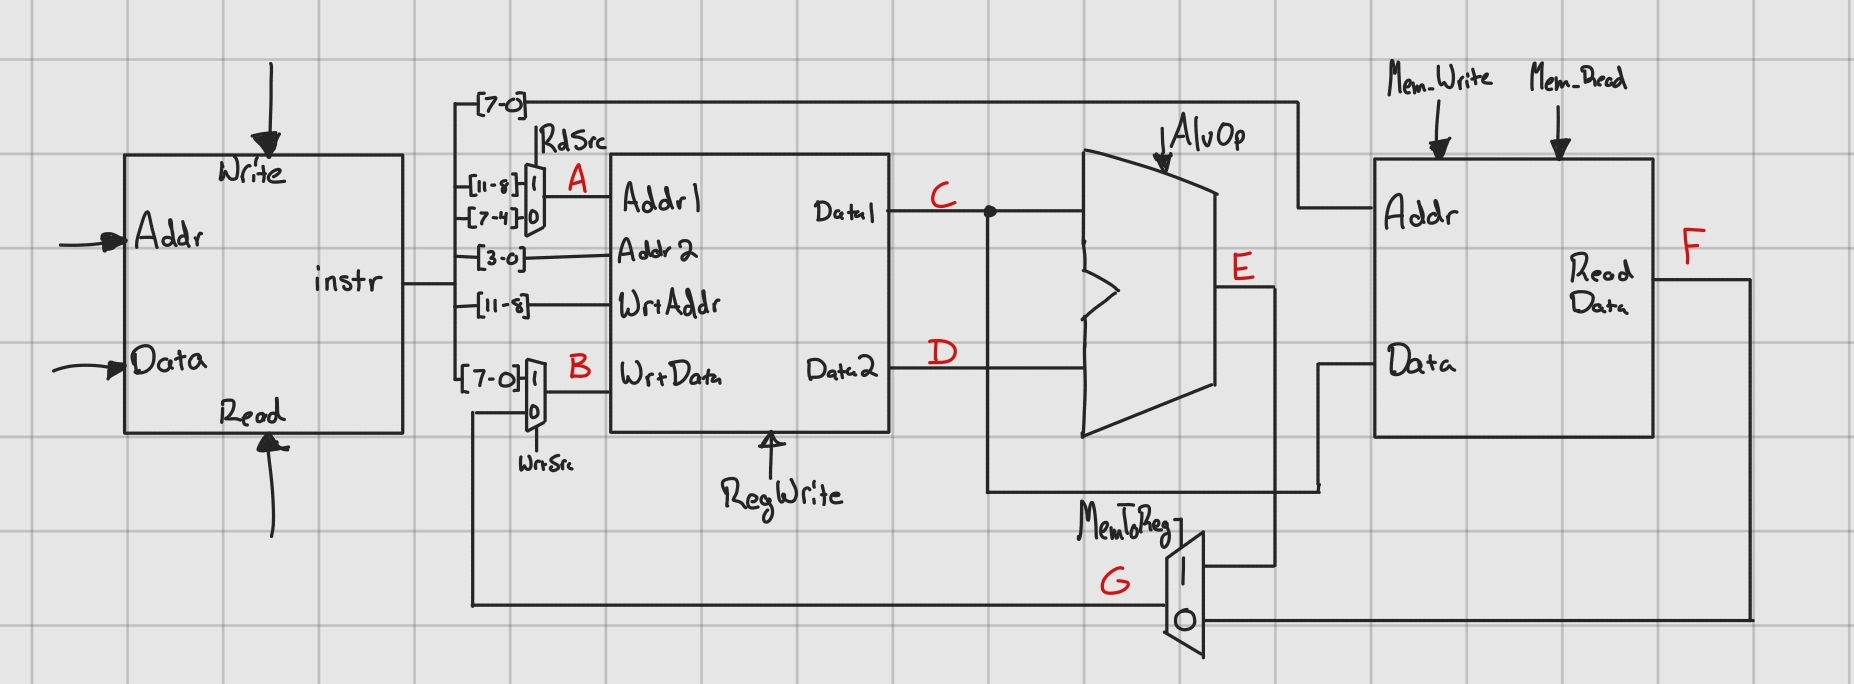 Write
Addr
instr
Data
Read
[7-0]
RdSrc
[11-8] 1
[7-4] 0
A
[3-0]
[11-8]
[7-0] 1
0
B
WrtSrc
Addr1
Addr2
WrtAddr
WrtData
Data1
Data2
RegWrite
C
D
AluOp
E
Mem_Write
Mem_Read
Addr
Read
Data
Data
F
MemToReg
1
0
G